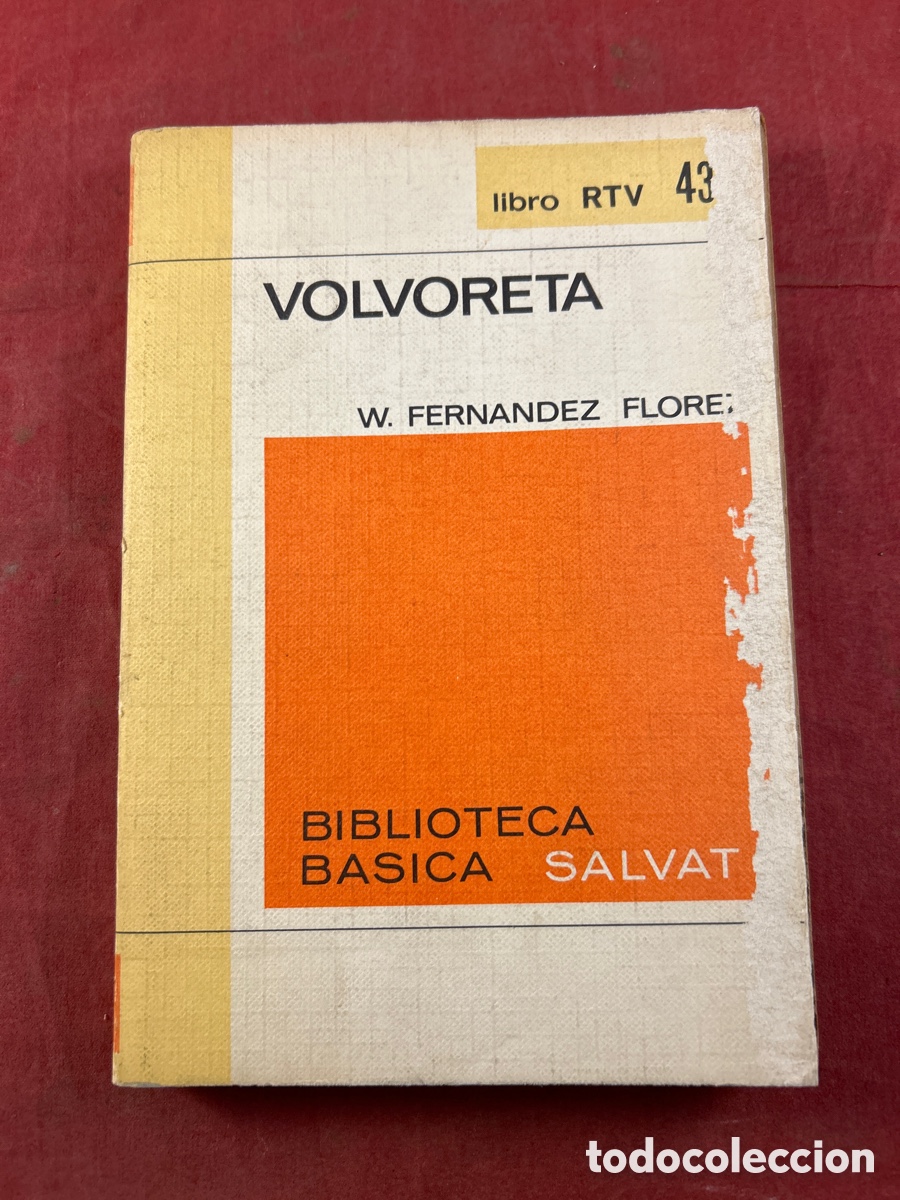 libro RTV 43
VOLVORETA
W. FERNANDEZ FLORE
BIBLIOTECA
BASICA SALVAT
todocoleccion